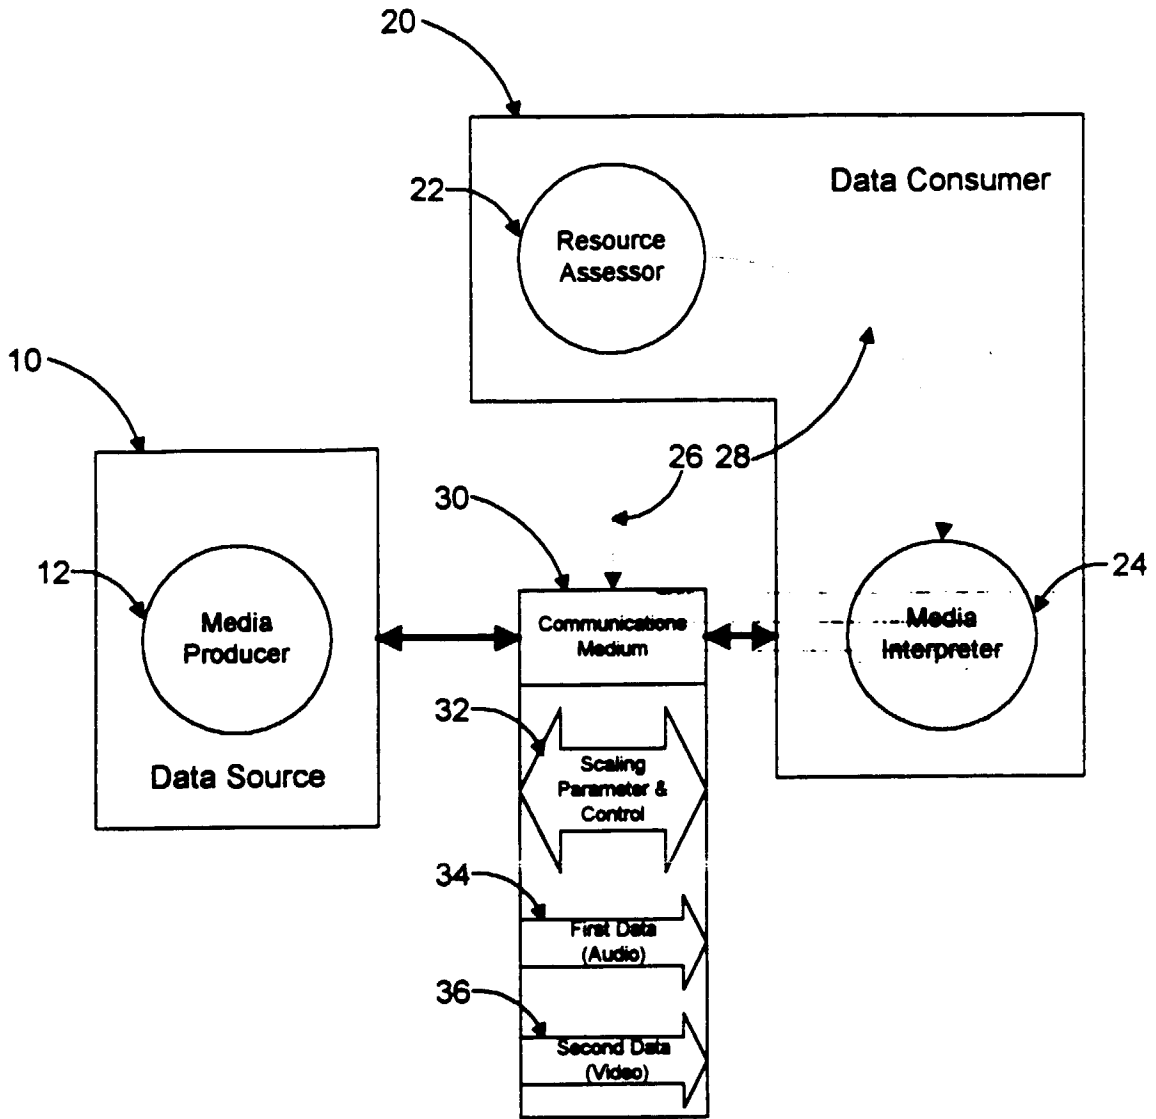 20
22
Resource
Assessor
Data Consumer
10
26 28
30
12
Media
Producer
Communications
Medium
Media
Interpreter
24
32
Data Source
Scaling
Parameter &
Control
34
First Data
(Audio)
36
Second Data
(Video)